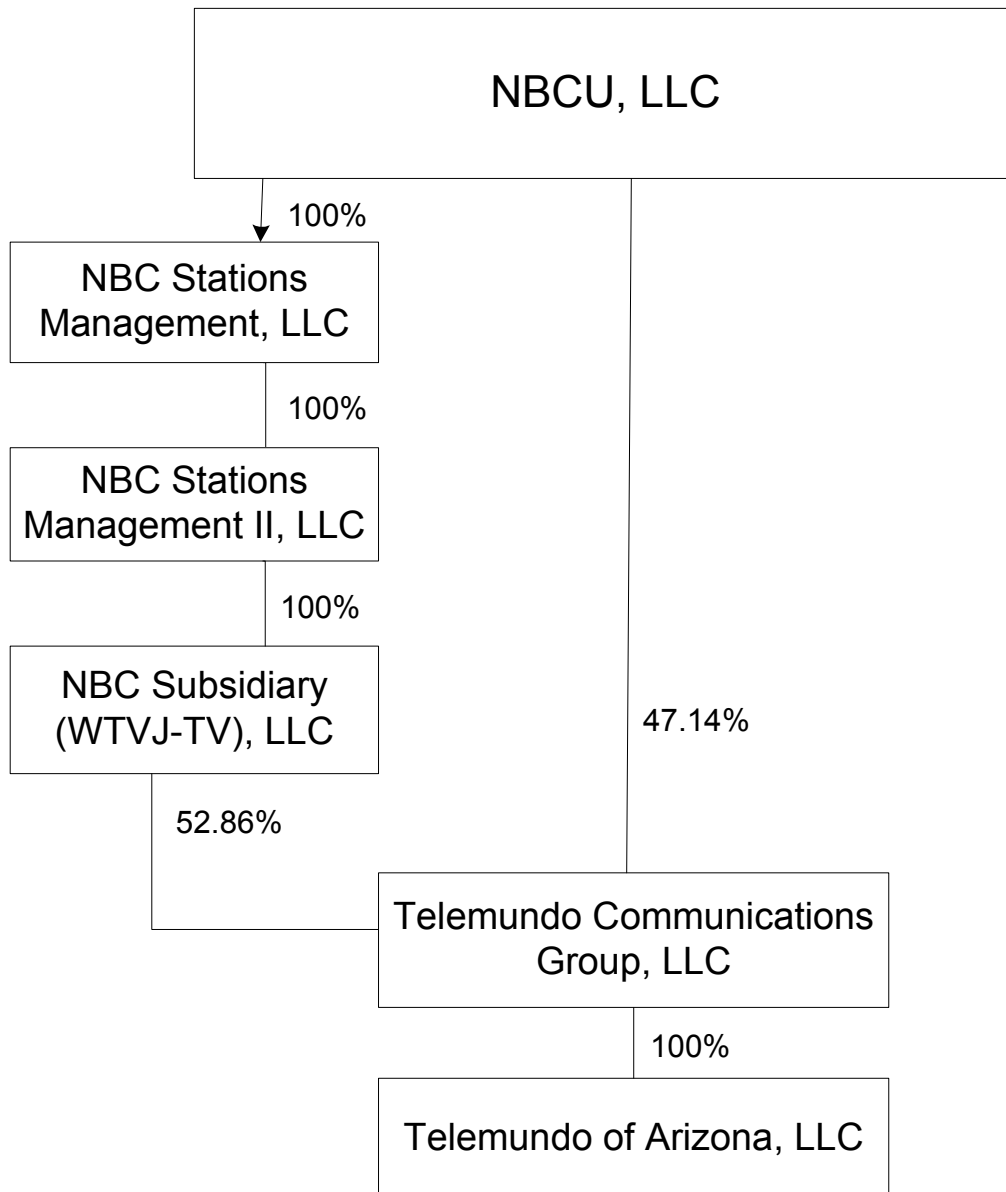 NBCU, LLC
100%
NBC Stations
Management, LLC
100%
NBC Stations
Management II, LLC
100%
NBC Subsidiary
(WTVJ-TV), LLC
47.14%
52.86%
Telemundo Communications
Group, LLC
100%
Telemundo of Arizona, LLC